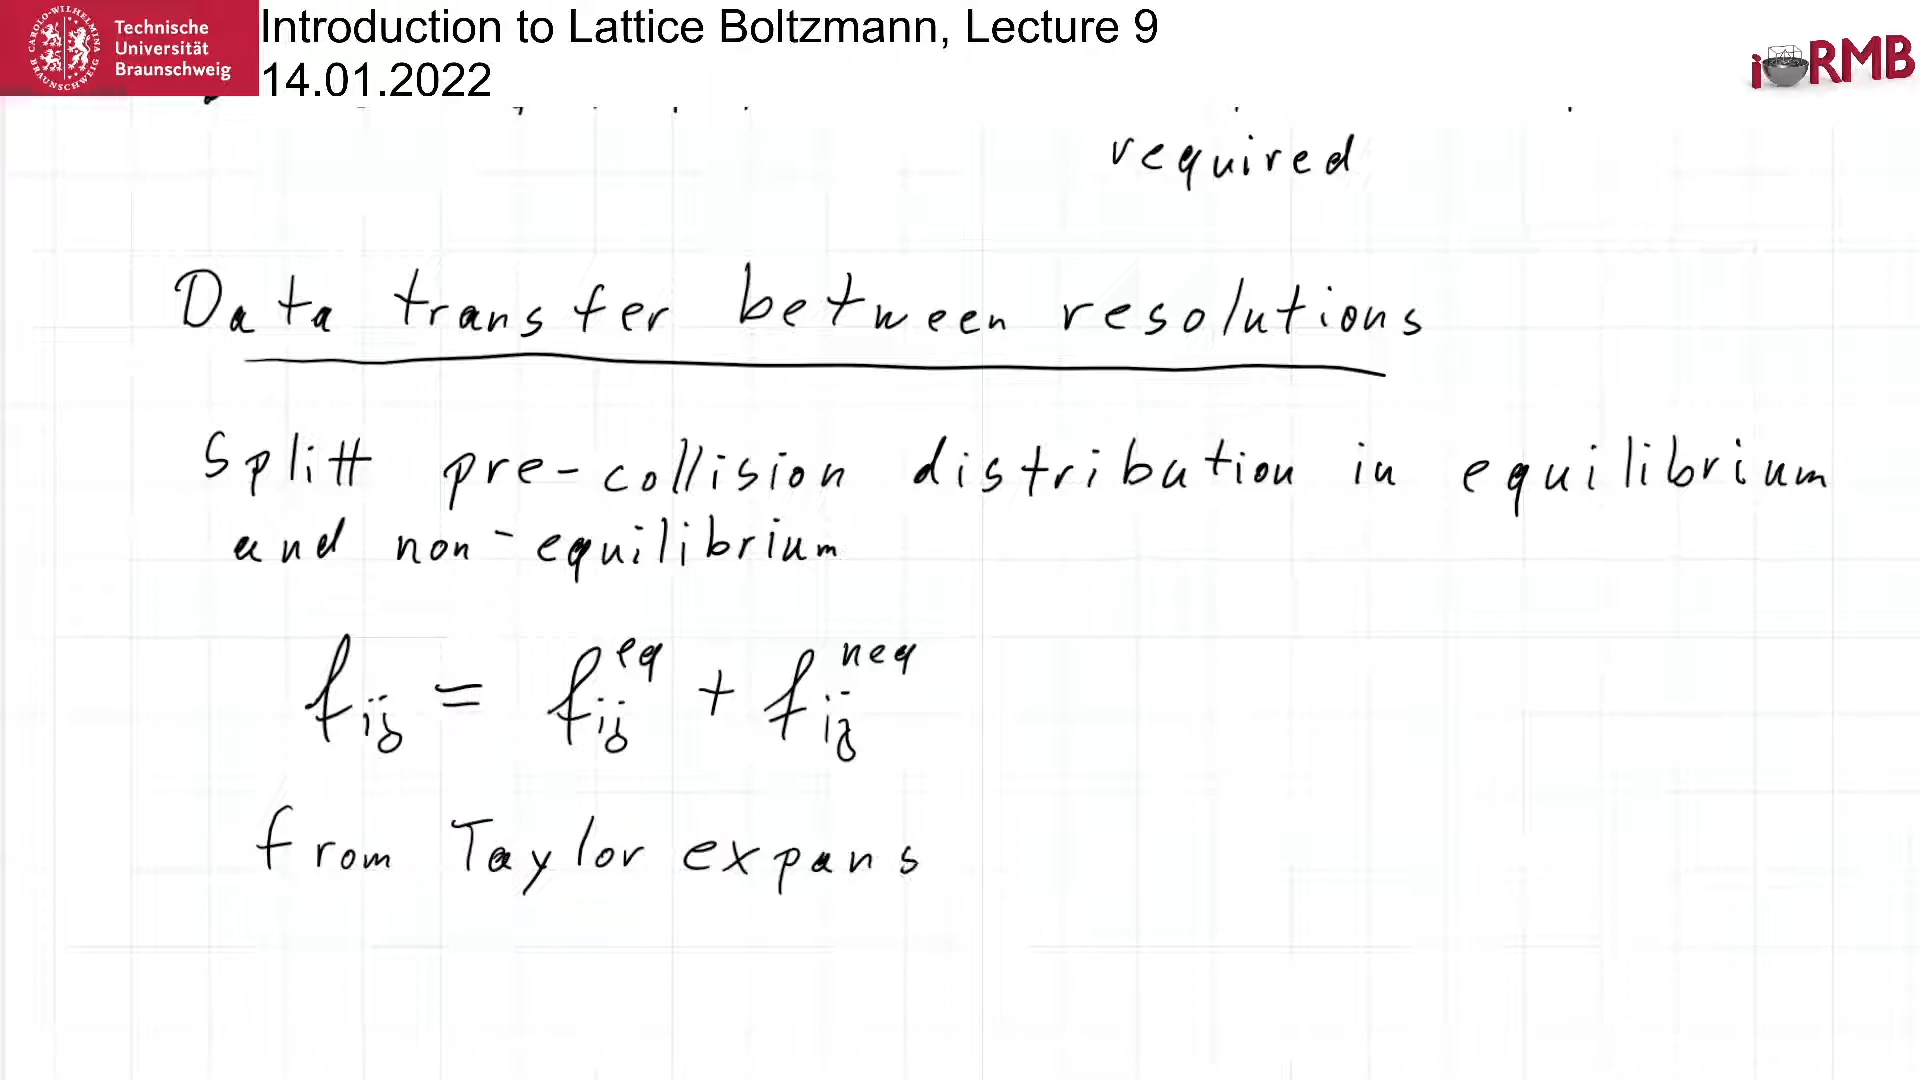 Technische
Universität
Braunschweig
Introduction to Lattice Boltzmann, Lecture 9
14.01.2022
iRMB
required
Data transfer between resolutions
Splitt pre-collision distribution in equilibrium
and non-equilibrium
f_ij = f_ij^eq + f_ij^neq
from Taylor expans